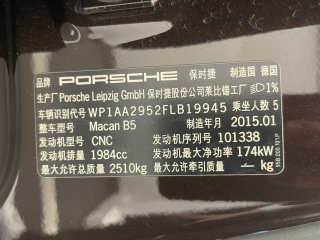 品牌 PORSCHE 保时捷 制造国 德国
生产厂 Porsche Leipzig GmbH 保时捷股份公司莱比锡工厂 1%
车辆识别代号 WP1AA2952FLB19945 乘坐人数 5
整车型号 Macan B5 制造年月 2015.01
发动机型号 CNC 发动机号 101338
发动机排量 1984cc 发动机最大净功率 174kW
最大允许总质量 2510kg 最大允许牵引质量 — kg